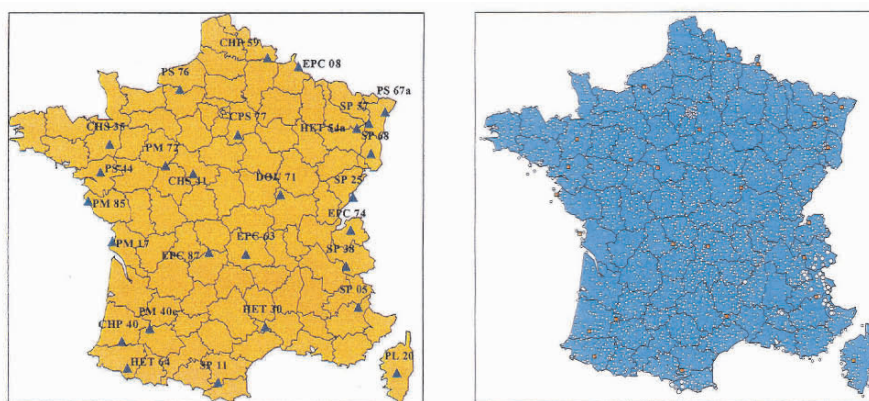 CHP 59
EPC 08
PS 76
PS 67a
SP 57
CPS 77
HET 54a
CHS 35
SP 68
PM 72
PS 44
CHS 41
DOU 71
SP 25
PM 85
EPC 74
PM 17
EPC 63
EPC 87
SP 38
SP 05
PM 40c
HET 30
CHP 40
HET 64
SP 11
PL 20